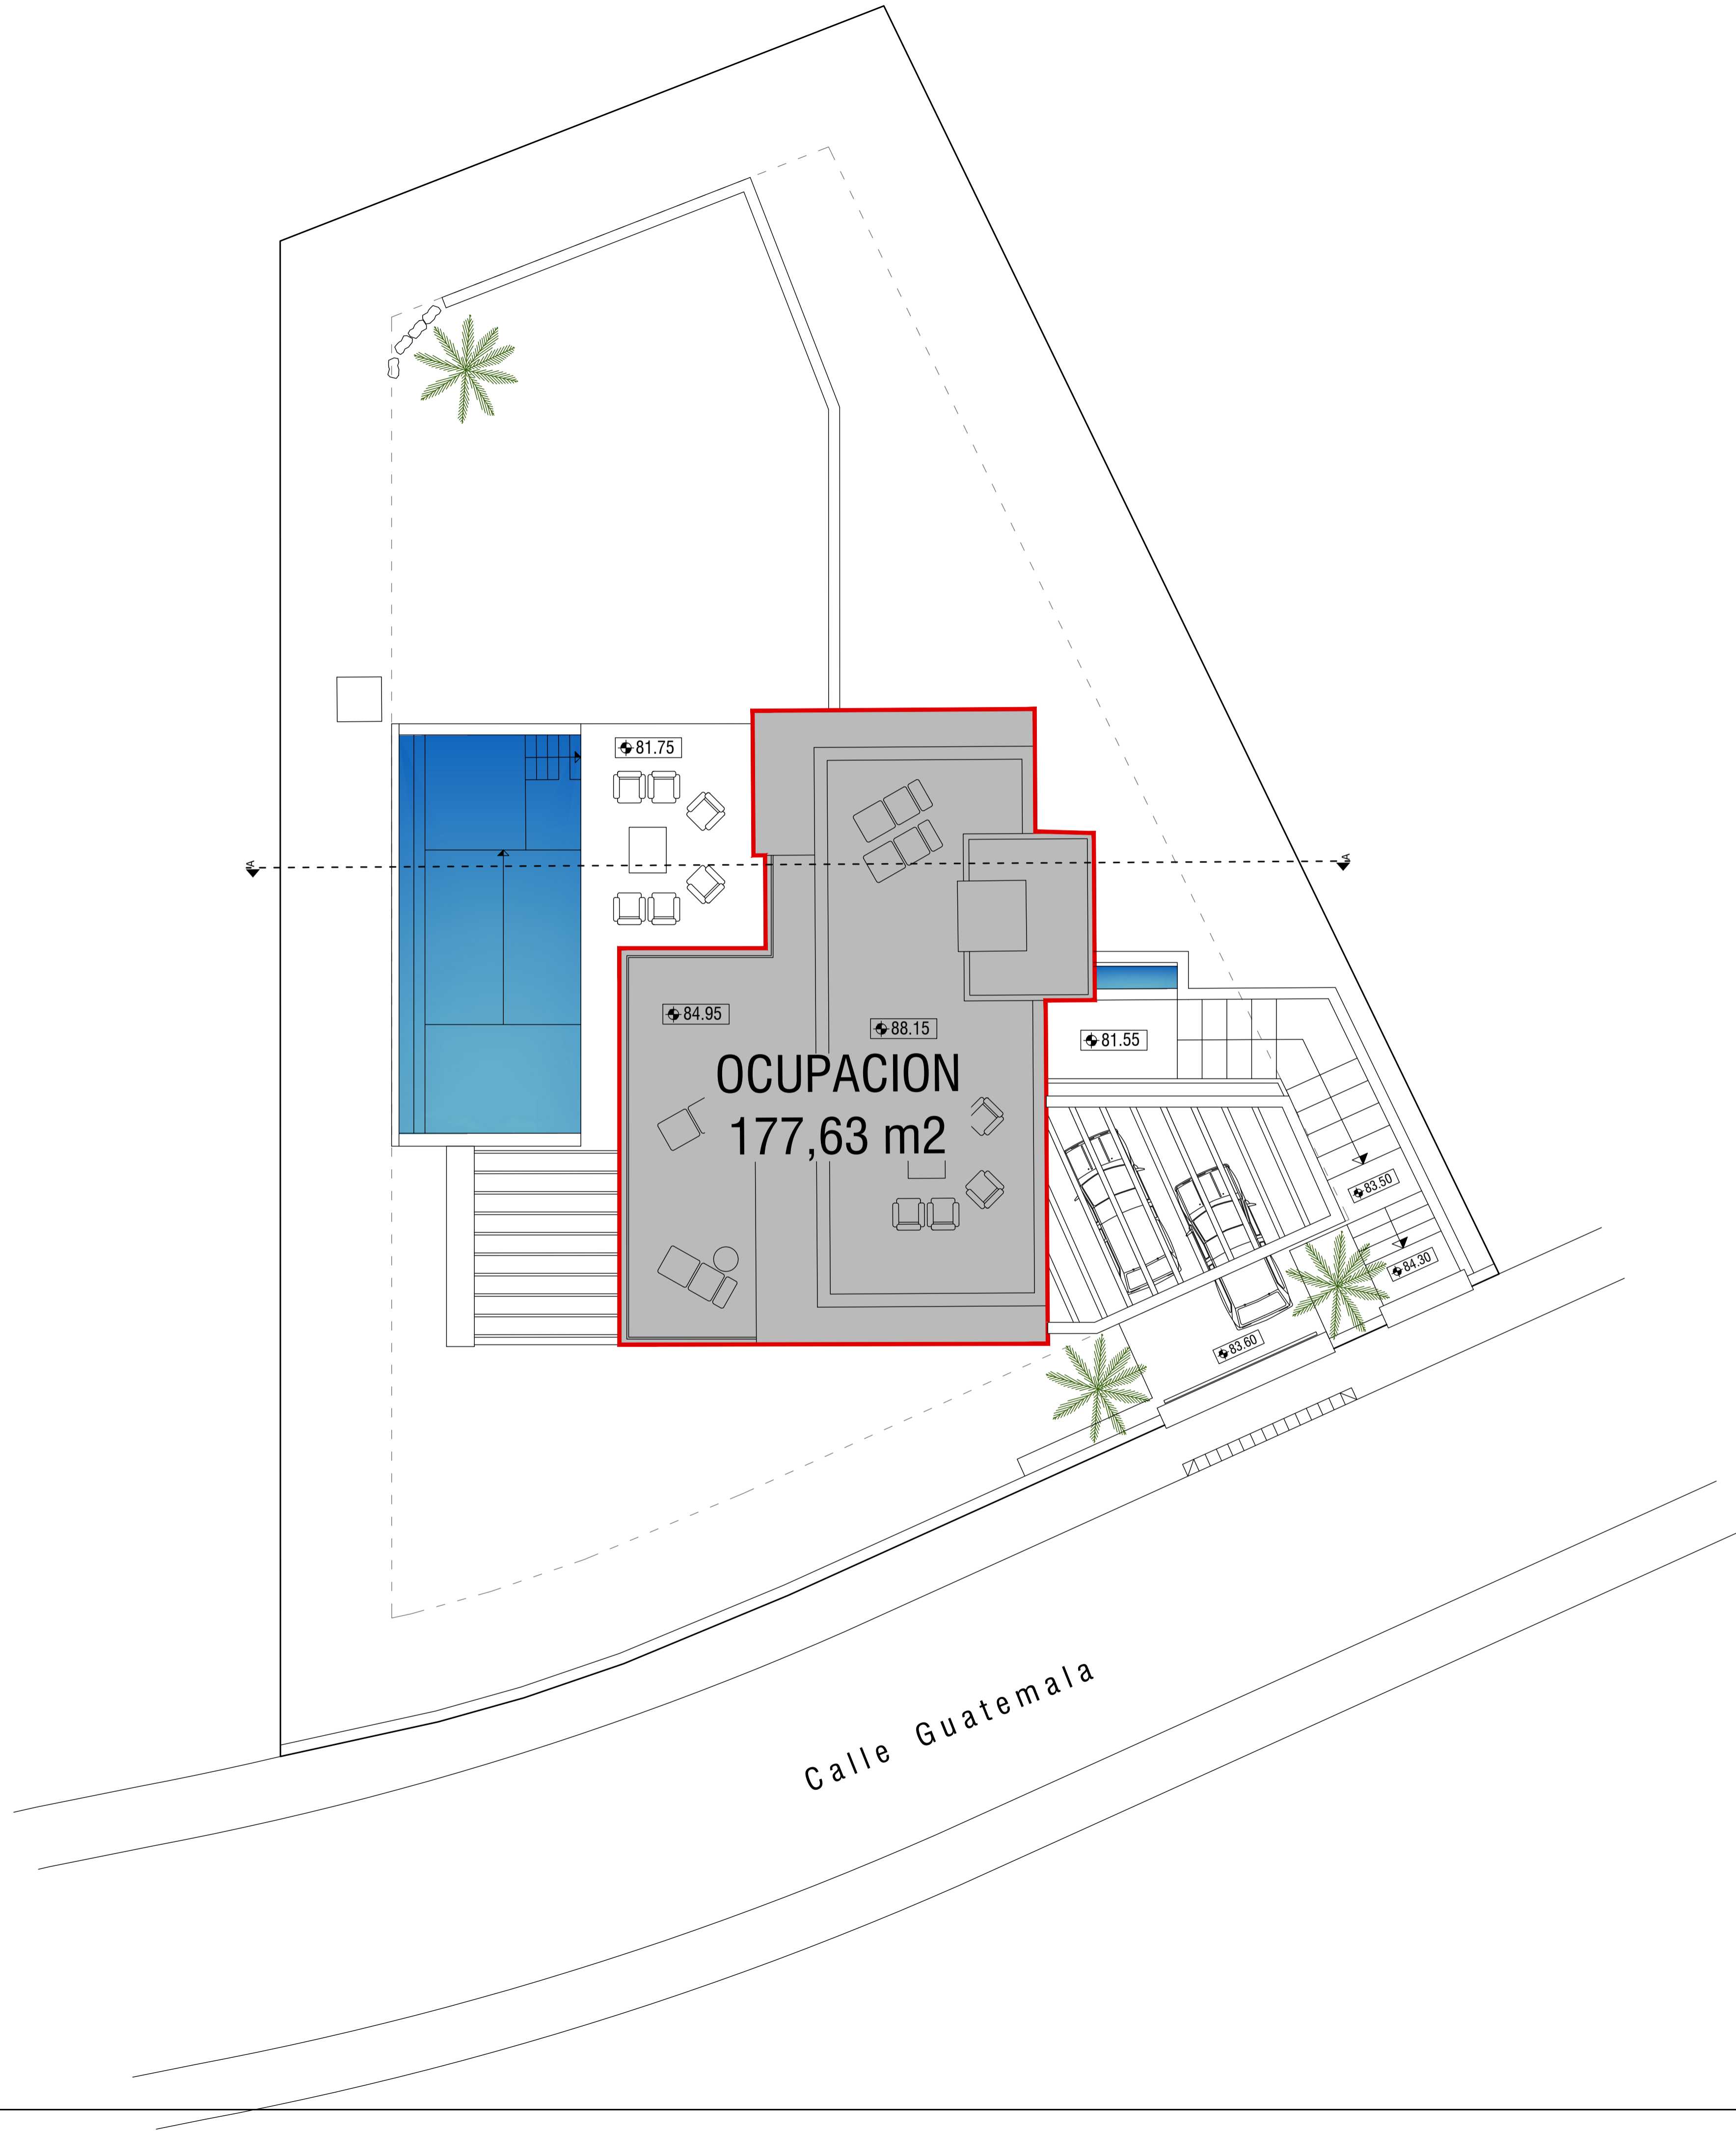 81.75
A
A
84.95
88.15
81.55
OCUPACION
177,63 m2
83.50
84.30
83.60
Calle Guatemala